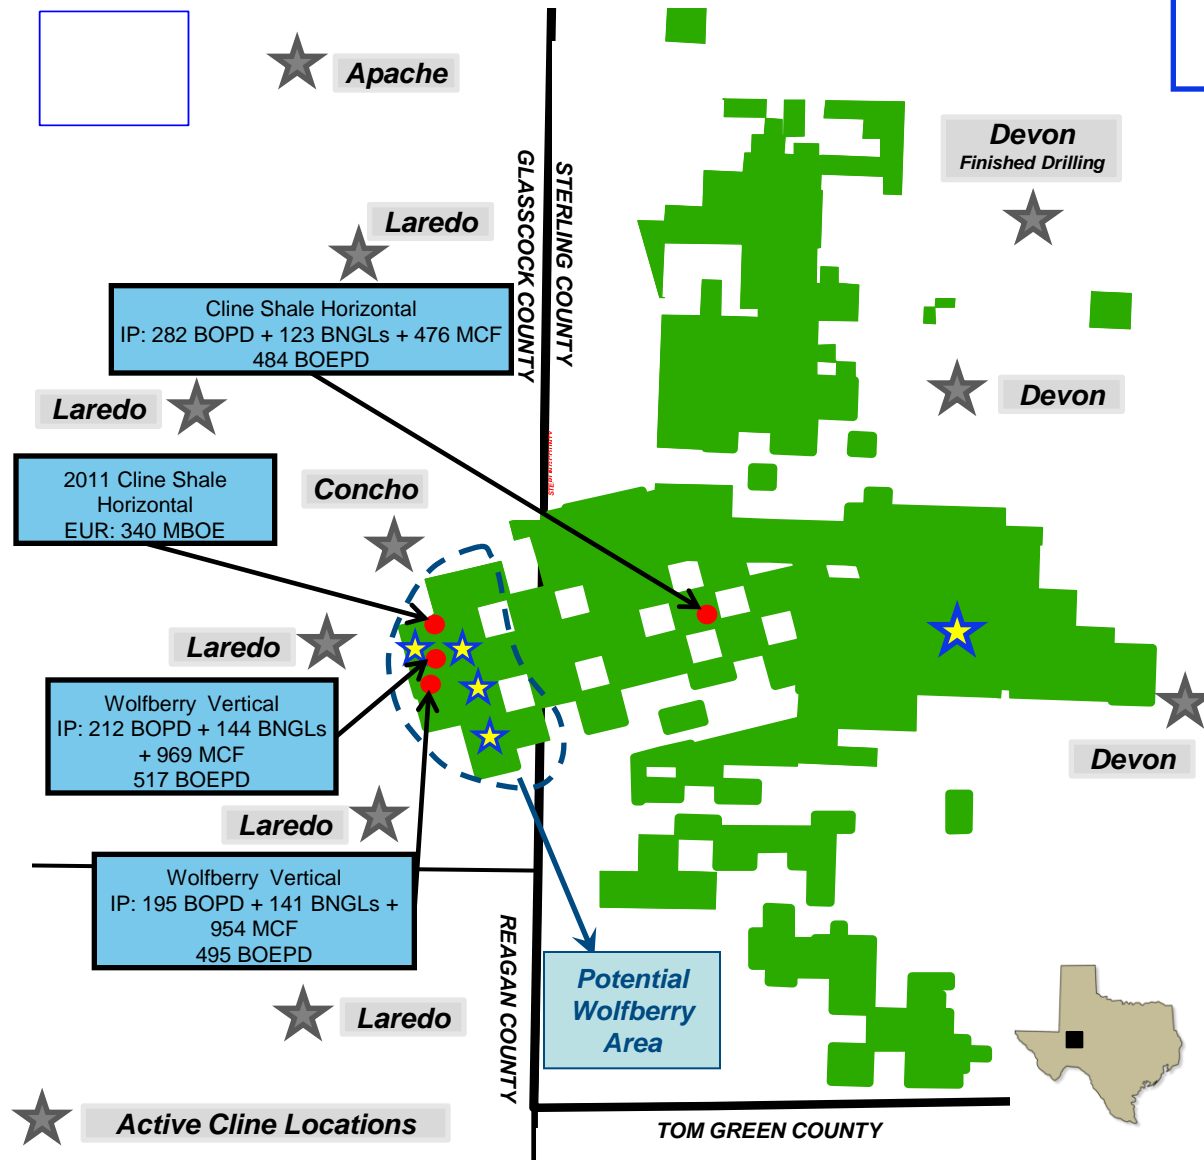 Apache
Devon
Finished Drilling
GLASSCOCK COUNTY
STERLING COUNTY
Laredo
Cline Shale Horizontal
IP: 282 BOPD + 123 BNGLs + 476 MCF
484 BOEPD
Laredo
Devon
2011 Cline Shale
Horizontal
EUR: 340 MBOE
Concho
Laredo
Wolfberry Vertical
IP: 212 BOPD + 144 BNGLs
+ 969 MCF
517 BOEPD
Devon
Laredo
Wolfberry Vertical
IP: 195 BOPD + 141 BNGLs +
954 MCF
495 BOEPD
REAGAN COUNTY
Potential
Wolfberry
Area
Laredo
Active Cline Locations
TOM GREEN COUNTY